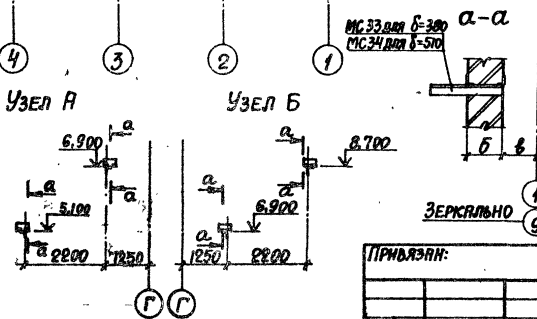 4 3 2 1
МС 33 для δ=380
МС 34 для δ=510
а-а
Узел А
Узел Б
6,900
а
а
5,100
а
а
2200
1250
Г
8,700
а
а
6,900
а
а
1250
2200
Г
Б
в
1
Зеркально
Привязан: